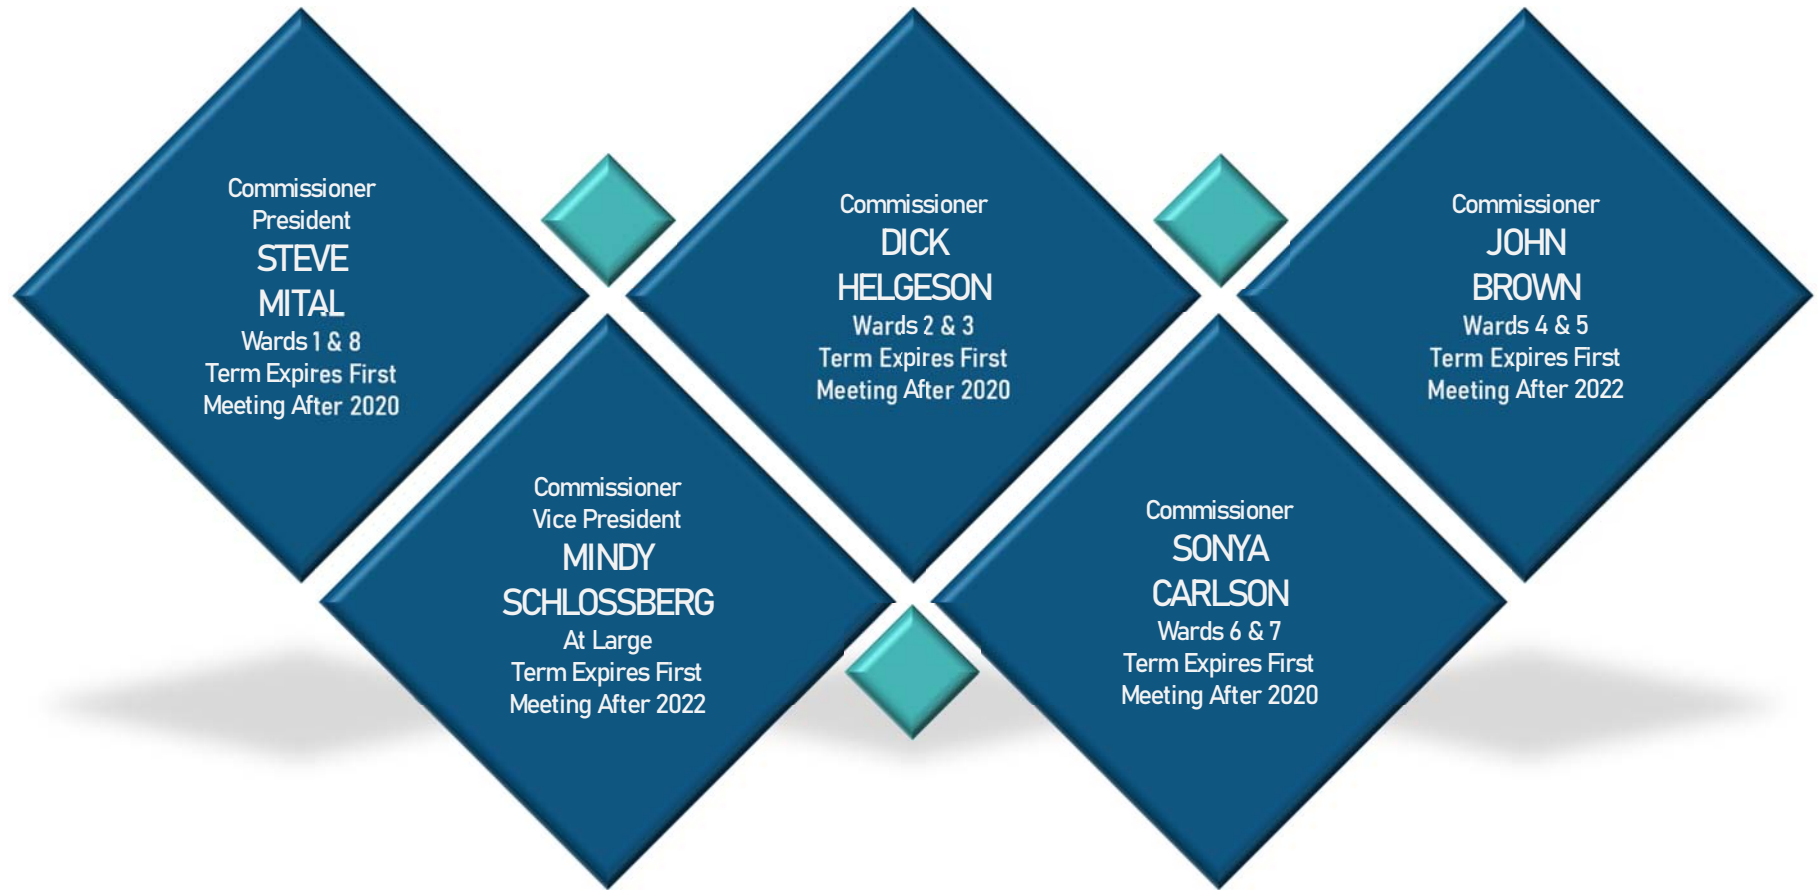 Commissioner
President
STEVE
MITAL
Wards 1 & 8
Term Expires First
Meeting After 2020
Commissioner
DICK
HELGESON
Wards 2 & 3
Term Expires First
Meeting After 2020
Commissioner
JOHN
BROWN
Wards 4 & 5
Term Expires First
Meeting After 2022
Commissioner
Vice President
MINDY
SCHLOSSBERG
At Large
Term Expires First
Meeting After 2022
Commissioner
SONYA
CARLSON
Wards 6 & 7
Term Expires First
Meeting After 2020